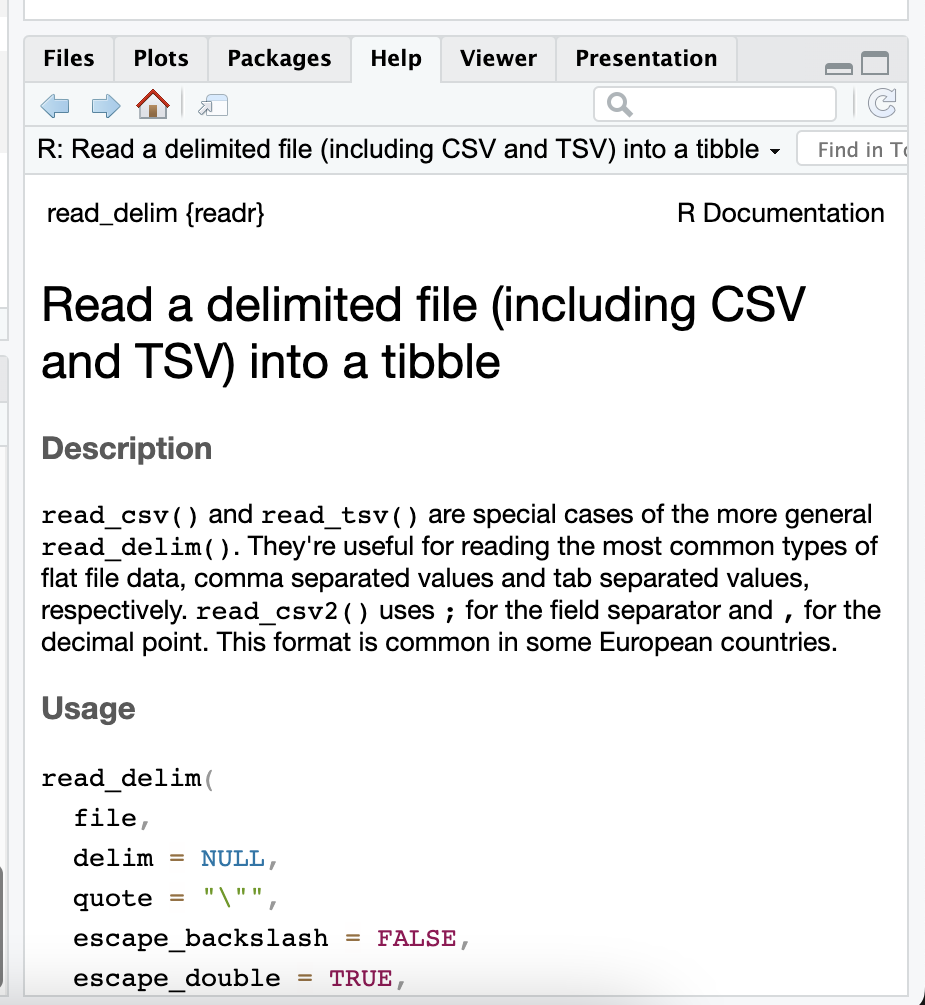 Files Plots Packages Help Viewer Presentation
R: Read a delimited file (including CSV and TSV) into a tibble Find in
read_delim {readr} R Documentation
Read a delimited file (including CSV
and TSV) into a tibble
Description
read_csv() and read_tsv() are special cases of the more general
read_delim(). They're useful for reading the most common types of
flat file data, comma separated values and tab separated values,
respectively. read_csv2() uses ; for the field separator and , for the
decimal point. This format is common in some European countries.
Usage
read_delim(
  file,
  delim = NULL,
  quote = "\"",
  escape_backslash = FALSE,
  escape_double = TRUE,